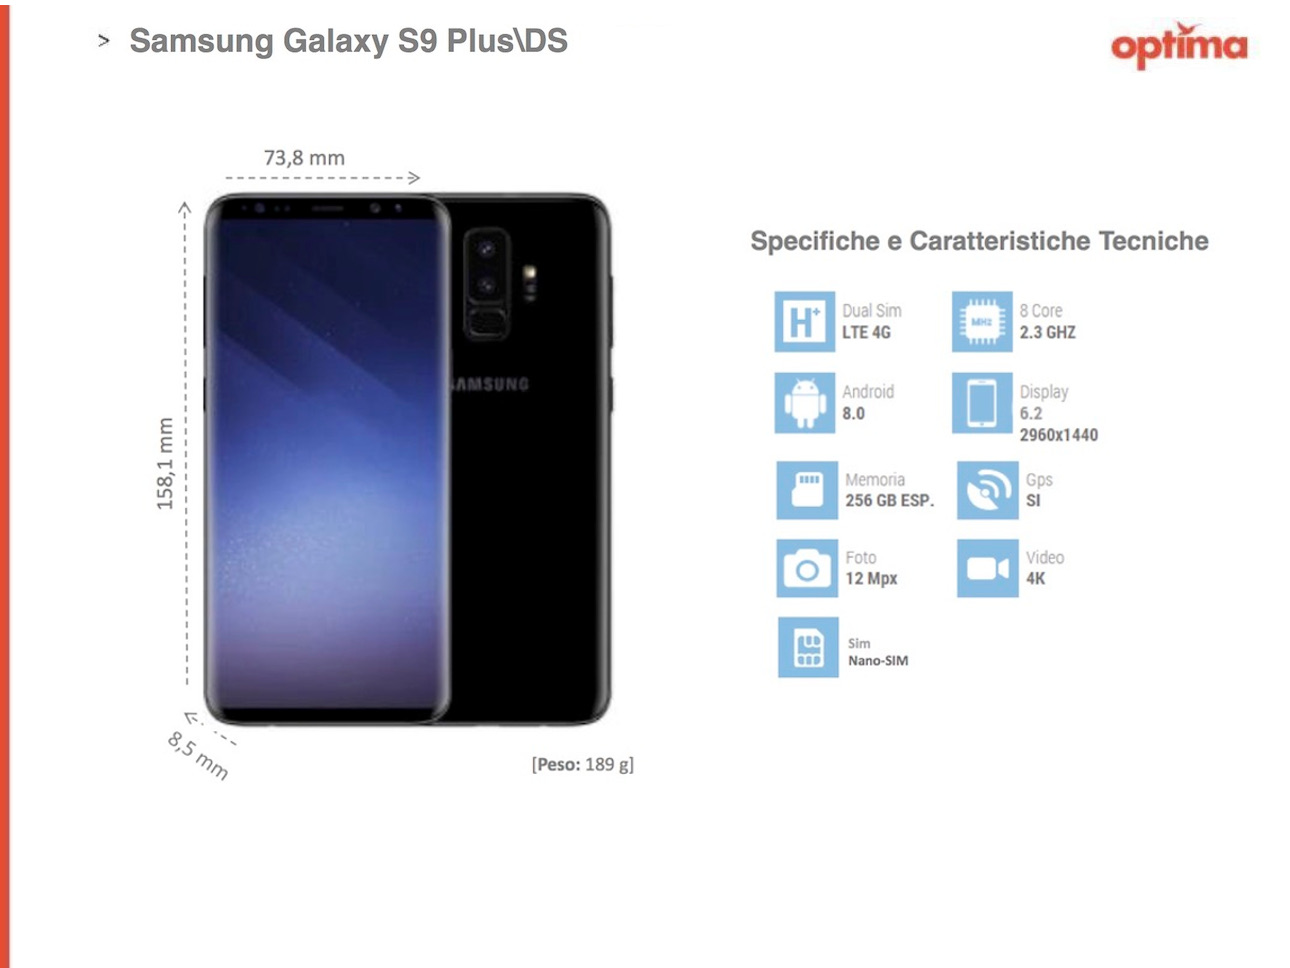 > Samsung Galaxy S9 Plus\DS
optima
73,8 mm
158,1 mm
8,5 mm
SAMSUNG
[Peso: 189 g]
Specifiche e Caratteristiche Tecniche
H+
Dual Sim
LTE 4G
MHZ
8 Core
2.3 GHZ
Android
8.0
Display
6.2
2960x1440
Memoria
256 GB ESP.
Gps
SI
Foto
12 Mpx
Video
4K
Sim
Nano-SIM